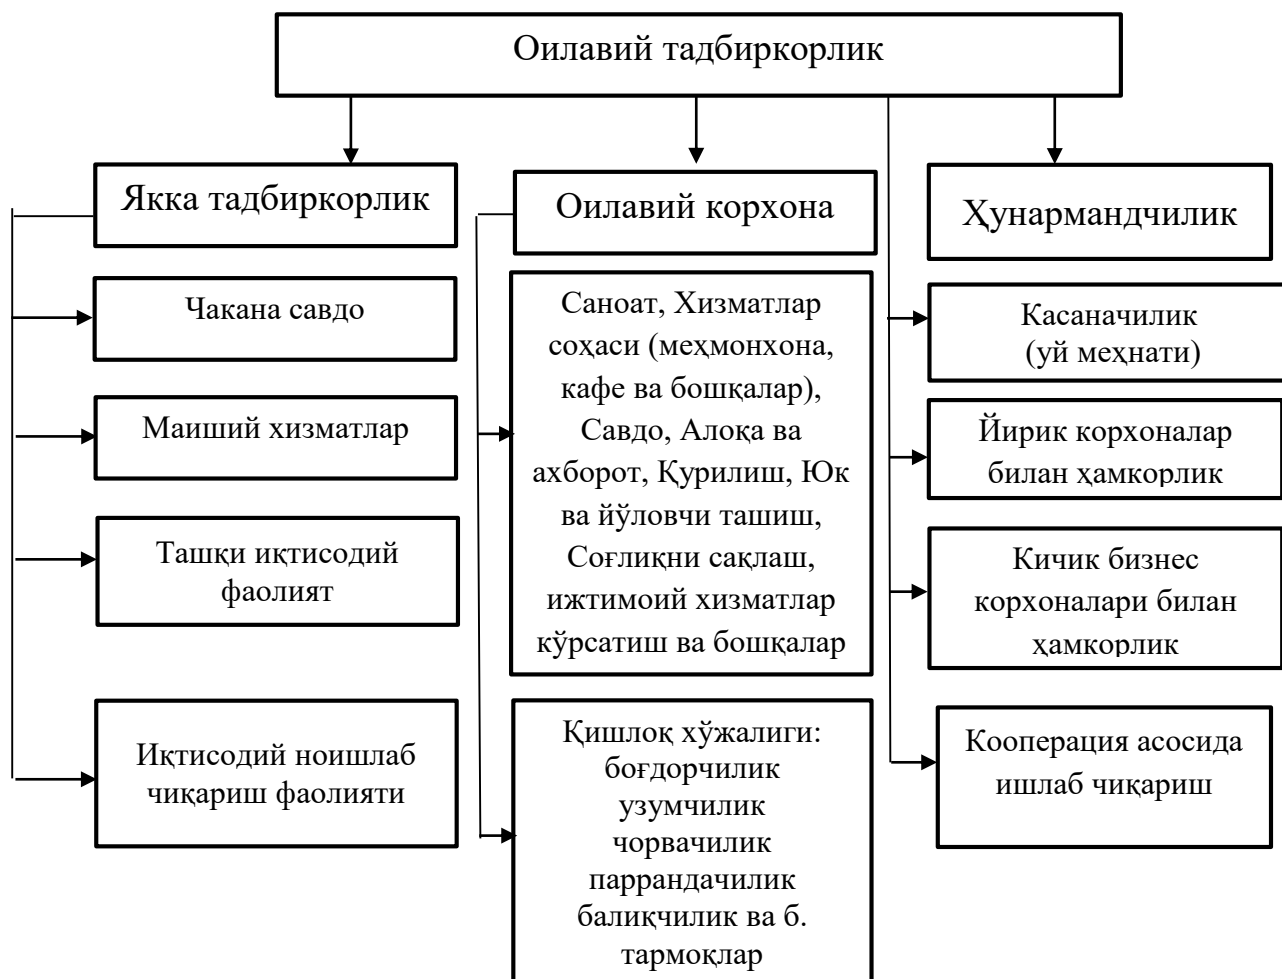 Оилавий тадбиркорлик
Якка тадбиркорлик
Оилавий корхона
Ҳунармандчилик
Чакана савдо
Маиший хизматлар
Ташқи иқтисодий
фаолият
Иқтисодий ноишлаб
чиқариш фаолияти
Саноат, Хизматлар
соҳаси (меҳмонхона,
кафе ва бошқалар),
Савдо, Алоқа ва
ахборот, Қурилиш, Юк
ва йўловчи ташиш,
Соғлиқни сақлаш,
ижтимоий хизматлар
кўрсатиш ва бошқалар
Қишлоқ хўжалиги:
боғдорчилик
узумчилик
чорвачилик
паррандачилик
балиқчилик ва б.
тармоқлар
Касаначилик
(уй меҳнати)
Йирик корхоналар
билан ҳамкорлик
Кичик бизнес
корхоналари билан
ҳамкорлик
Кооперация асосида
ишлаб чиқариш